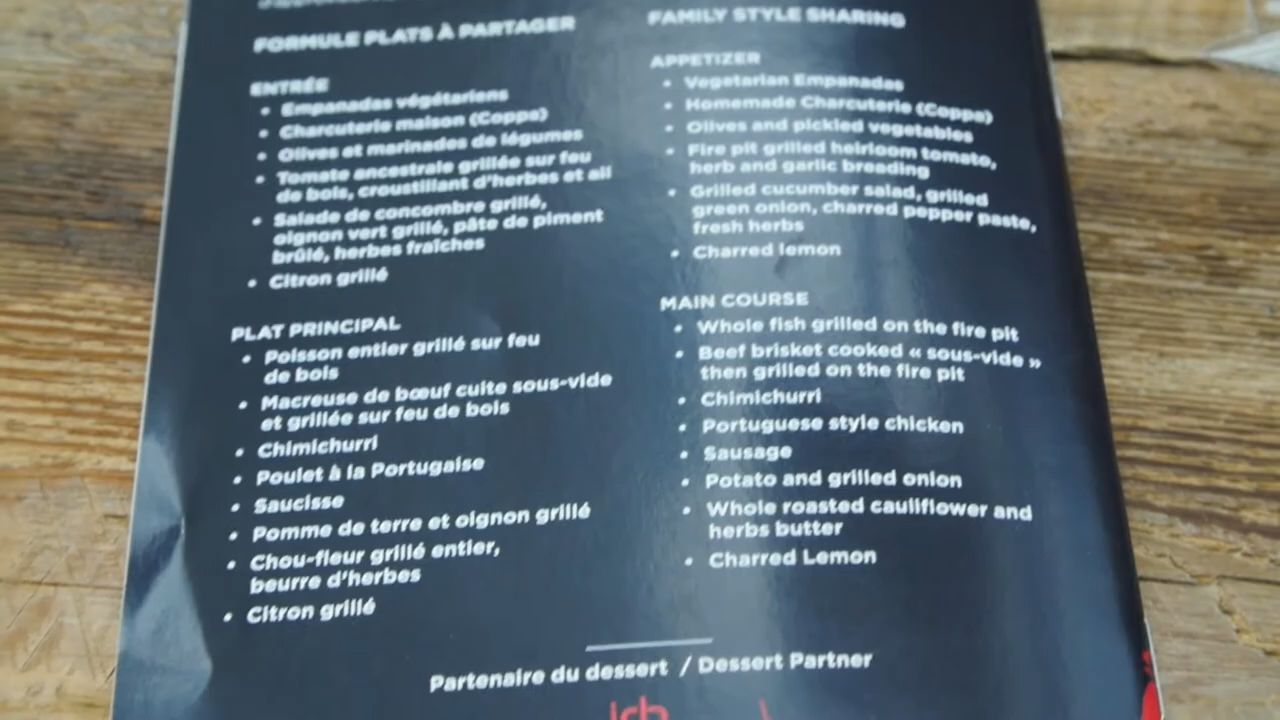 FORMULE PLATS À PARTAGER
ENTRÉE
• Empanadas végétariens
• Charcuterie maison (Coppa)
• Olives et marinades de légumes
• Tomate ancestrale grillée sur feu
de bois, croustillant d'herbes et ail
• Salade de concombre grillé,
oignon vert grillé, pâte de piment
brûlé, herbes fraîches
• Citron grillé
PLAT PRINCIPAL
• Poisson entier grillé sur feu
de bois
• Macreuse de bœuf cuite sous-vide
et grillée sur feu de bois
• Chimichurri
• Poulet à la Portugaise
• Saucisse
• Pomme de terre et oignon grillé
• Chou-fleur grillé entier,
beurre d'herbes
• Citron grillé
FAMILY STYLE SHARING
APPETIZER
• Vegetarian Empanadas
• Homemade Charcuterie (Coppa)
• Olives and pickled vegetables
• Fire pit grilled heirloom tomato,
herb and garlic breading
• Grilled cucumber salad, grilled
green onion, charred pepper paste,
fresh herbs
• Charred lemon
MAIN COURSE
• Whole fish grilled on the fire pit
• Beef brisket cooked « sous-vide »
then grilled on the fire pit
• Chimichurri
• Portuguese style chicken
• Sausage
• Potato and grilled onion
• Whole roasted cauliflower and
herbs butter
• Charred Lemon
Partenaire du dessert / Dessert Partner